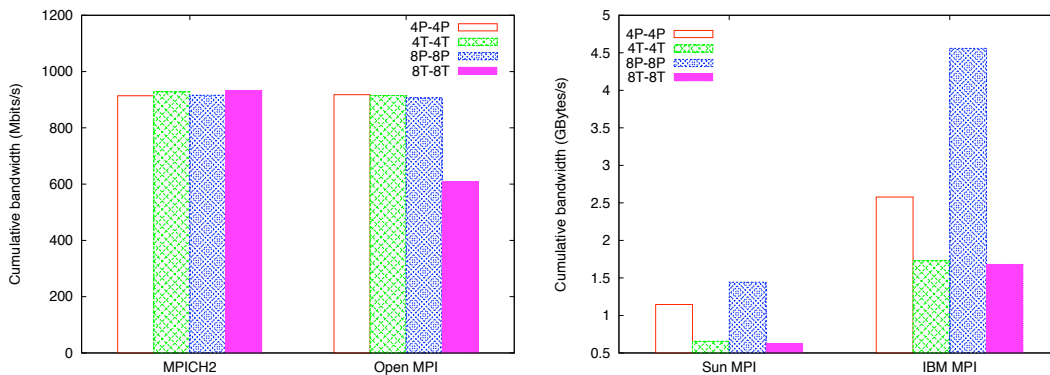 Cumulative bandwidth (Mbits/s)
1200
1000
800
600
400
200
0
4P-4P
4T-4T
8P-8P
8T-8T
MPICH2
Open MPI
Cumulative bandwidth (GBytes/s)
5
4.5
4
3.5
3
2.5
2
1.5
1
0.5
4P-4P
4T-4T
8P-8P
8T-8T
Sun MPI
IBM MPI